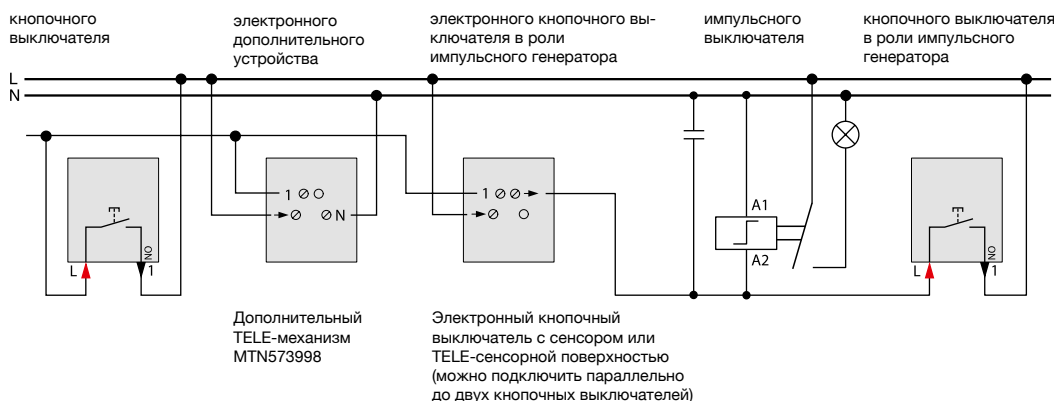 кнопочного
выключателя
электронного
дополнительного
устройства
электронного кнопочного вы-
ключателя в роли
импульсного генератора
импульсного
выключателя
кнопочного выключателя
в роли импульсного
генератора
L
N
L
NO
1
1
N
1
A1
A2
L
NO
1
Дополнительный
TELE-механизм
MTN573998
Электронный кнопочный
выключатель с сенсором или
TELE-сенсорной поверхностью
(можно подключить параллельно
до двух кнопочных выключателей)